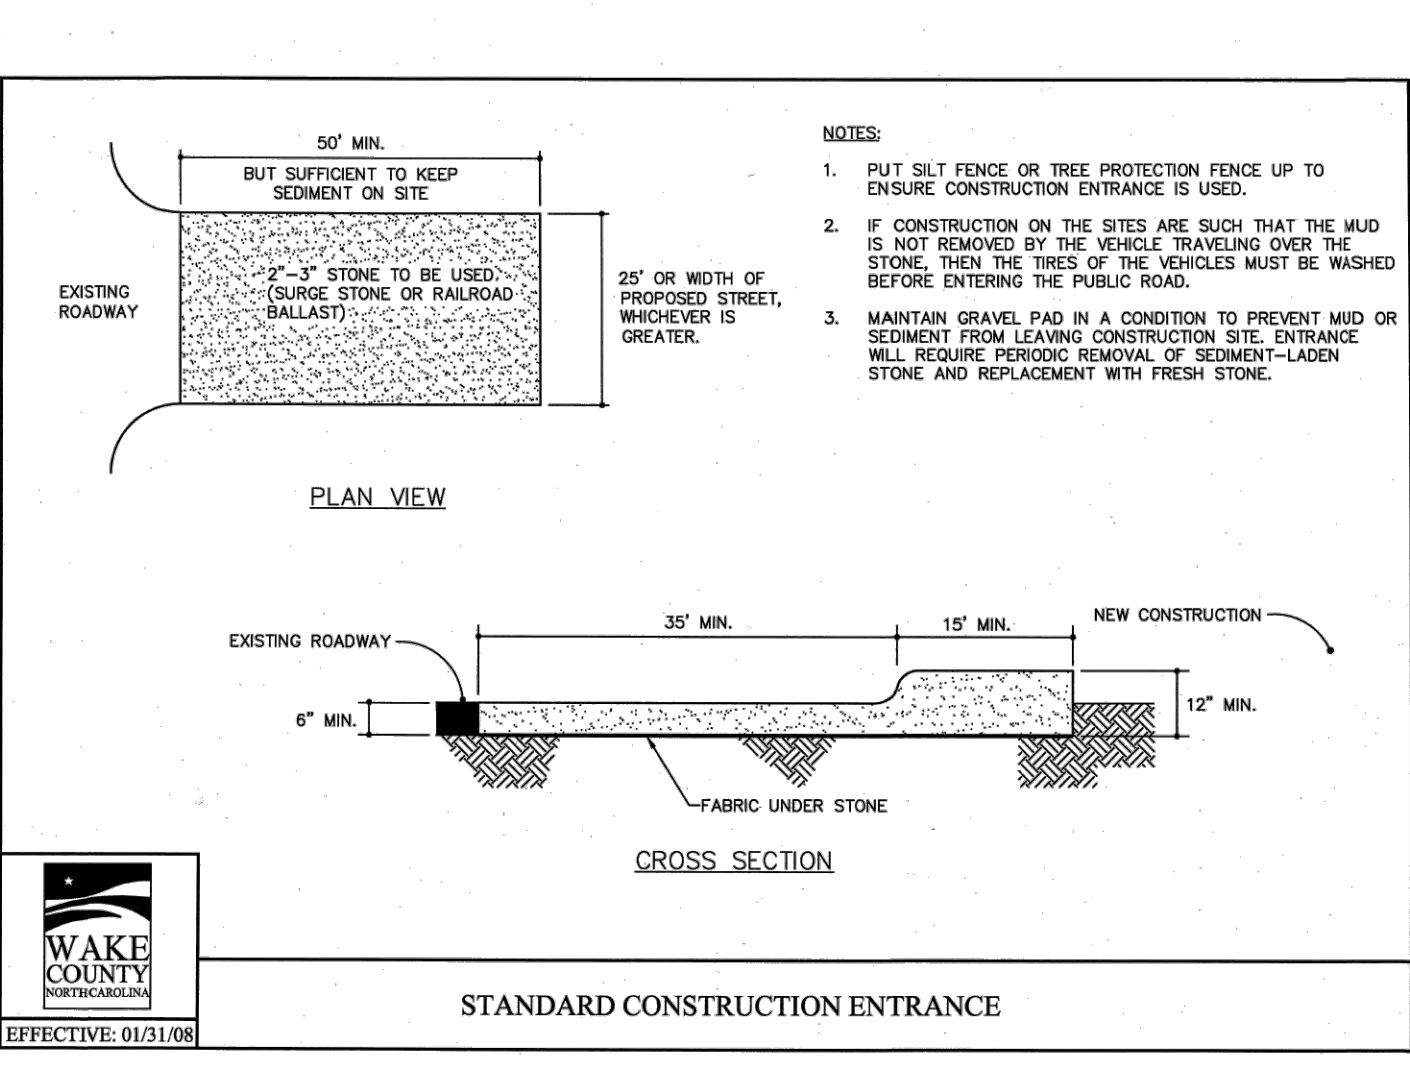 50' MIN.
BUT SUFFICIENT TO KEEP
SEDIMENT ON SITE
2"-3" STONE TO BE USED.
(SURGE STONE OR RAILROAD
BALLAST)
EXISTING
ROADWAY
25' OR WIDTH OF
PROPOSED STREET,
WHICHEVER IS
GREATER.
PLAN VIEW
NOTES:
1. PUT SILT FENCE OR TREE PROTECTION FENCE UP TO
ENSURE CONSTRUCTION ENTRANCE IS USED.
2. IF CONSTRUCTION ON THE SITES ARE SUCH THAT THE MUD
IS NOT REMOVED BY THE VEHICLE TRAVELING OVER THE
STONE, THEN THE TIRES OF THE VEHICLES MUST BE WASHED
BEFORE ENTERING THE PUBLIC ROAD.
3. MAINTAIN GRAVEL PAD IN A CONDITION TO PREVENT MUD OR
SEDIMENT FROM LEAVING CONSTRUCTION SITE. ENTRANCE
WILL REQUIRE PERIODIC REMOVAL OF SEDIMENT-LADEN
STONE AND REPLACEMENT WITH FRESH STONE.
EXISTING ROADWAY
35' MIN.
15' MIN.
NEW CONSTRUCTION
6" MIN.
12" MIN.
FABRIC UNDER STONE
CROSS SECTION
WAKE
COUNTY
NORTH CAROLINA
EFFECTIVE: 01/31/08
STANDARD CONSTRUCTION ENTRANCE